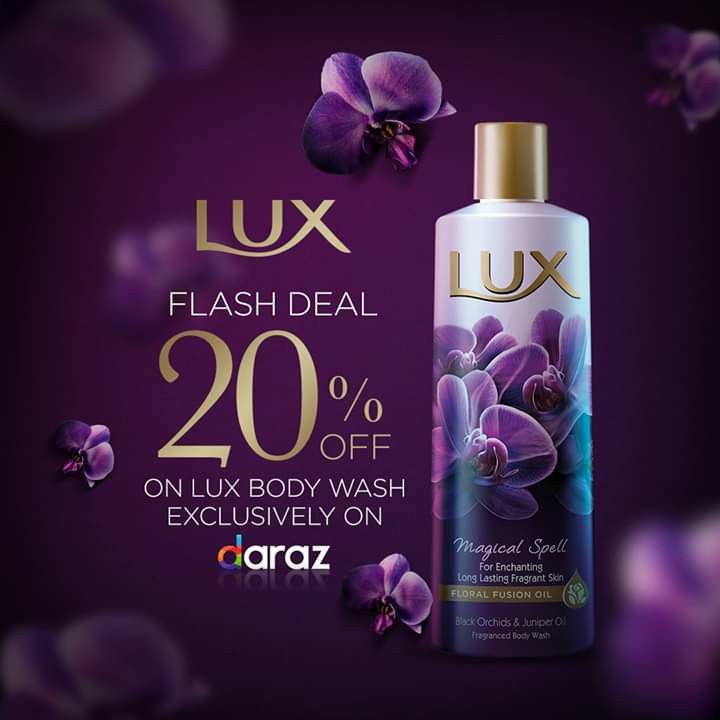 LUX
FLASH DEAL
20%
OFF
ON LUX BODY WASH
EXCLUSIVELY ON
daraz
LUX
Magical Spell
For Enchanting
Long Lasting Fragrant Skin
FLORAL FUSION OIL
Black Orchids & Juniper Oil
Fragranced Body Wash